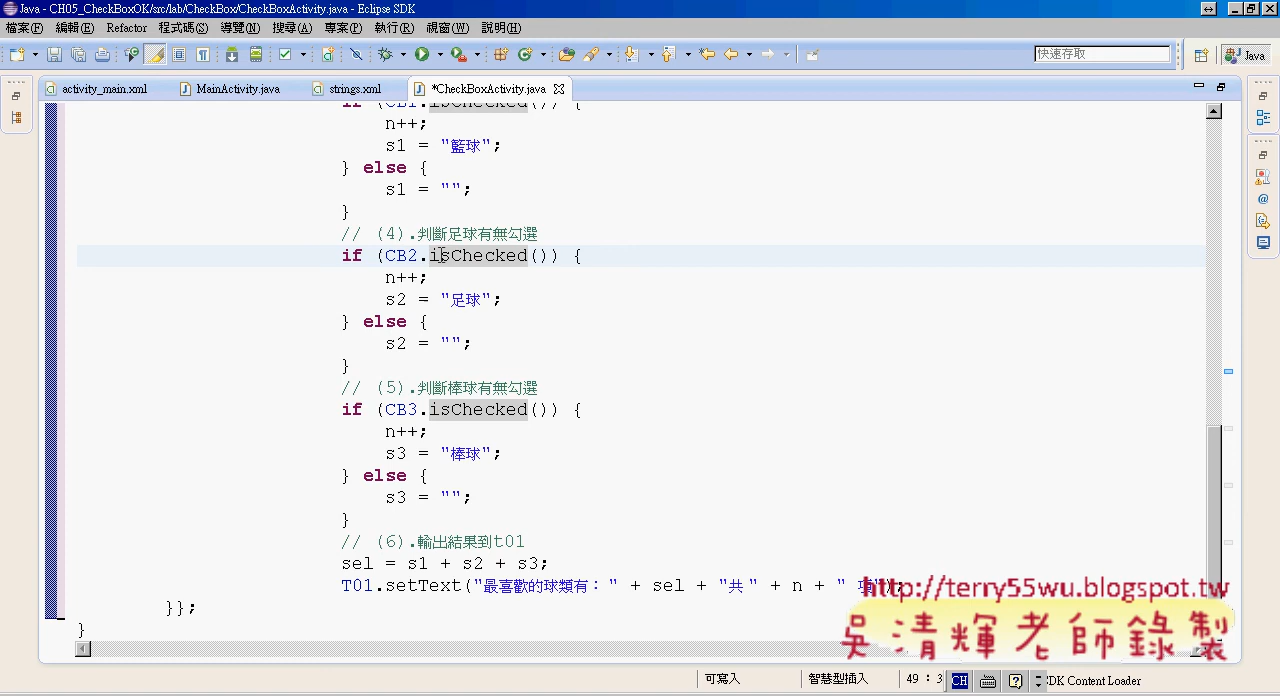 Java - CH05_CheckBoxOK/src/lab/CheckBox/CheckBoxActivity.java - Eclipse SDK
檔案(F) 編輯(E) Refactor 程式碼(S) 導覽(N) 搜尋(A) 專案(P) 執行(R) 視窗(W) 說明(H)
快速存取 Java
activity_main.xml MainActivity.java strings.xml *CheckBoxActivity.java
if (CB1.isChecked()) {
n++;
s1 = "籃球";
} else {
s1 = "";
}
// (4).判斷足球有無勾選
if (CB2.isChecked()) {
n++;
s2 = "足球";
} else {
s2 = "";
}
// (5).判斷棒球有無勾選
if (CB3.isChecked()) {
n++;
s3 = "棒球";
} else {
s3 = "";
}
// (6).輸出結果到t01
sel = s1 + s2 + s3;
T01.setText("最喜歡的球類有：" + sel + "共 " + n + " 項");
}};
}
http://terry55wu.blogspot.tw
吳清輝老師錄製
可寫入 智慧型插入 49 : 3 CH DK Content Loader